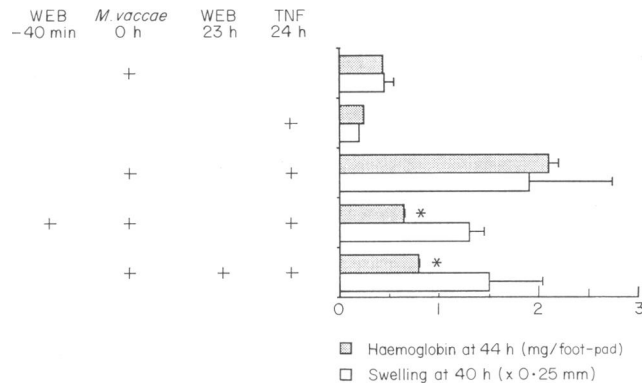 WEB M. vaccae WEB TNF
−40 min 0 h 23 h 24 h
+
+
+ +
+ + + *
+ + + *
0 1 2 3
Haemoglobin at 44 h (mg/foot-pad)
Swelling at 40 h (x 0·25 mm)